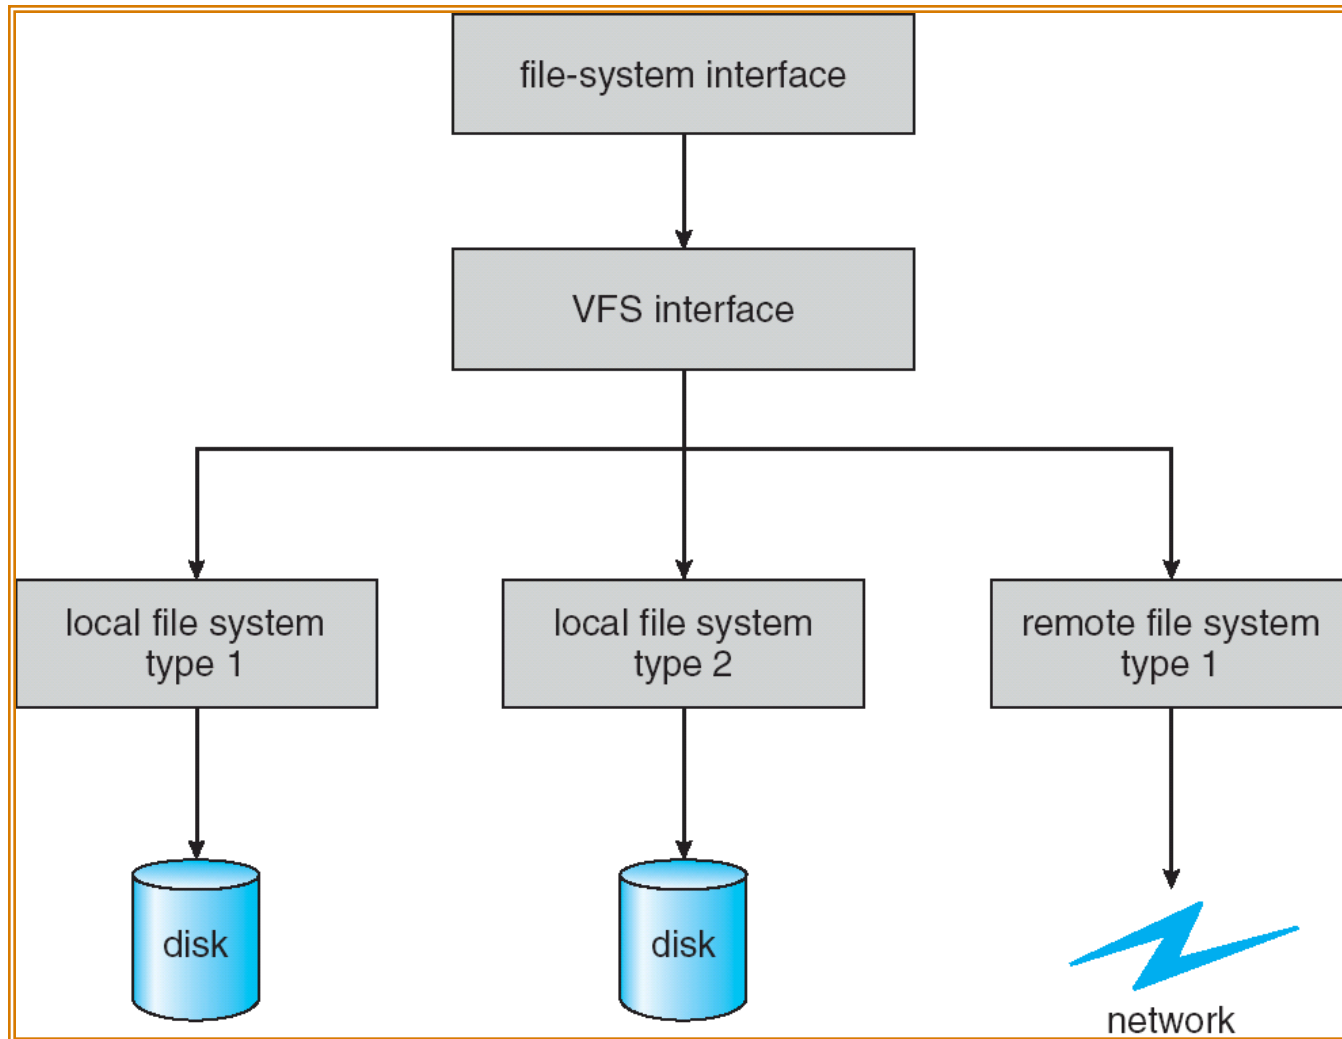 file-system interface
VFS interface
local file system
type 1
local file system
type 2
remote file system
type 1
disk
disk
network